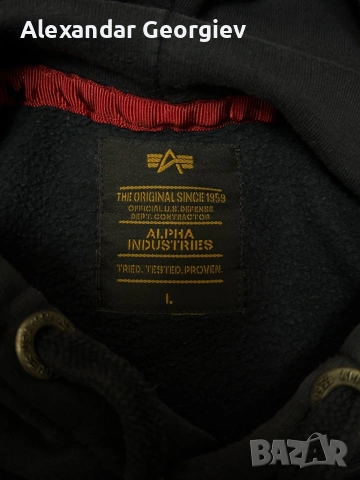 Alexandar Georgiev
THE ORIGINAL SINCE 1959
OFFICIAL U.S. DEFENSE
DEPT. CONTRACTOR
ALPHA
INDUSTRIES
TRIED. TESTED. PROVEN.
L
BAZAR